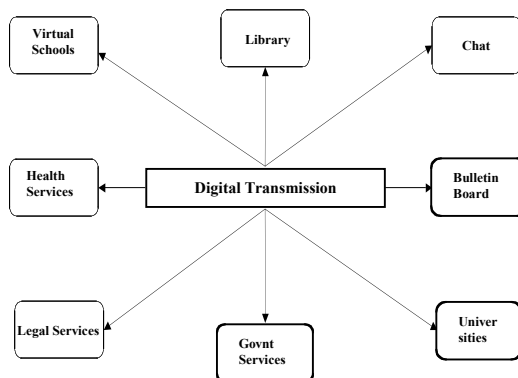 Virtual
Schools
Library
Chat
Health
Services
Digital Transmission
Bulletin
Board
Legal Services
Govnt
Services
Univer
sities